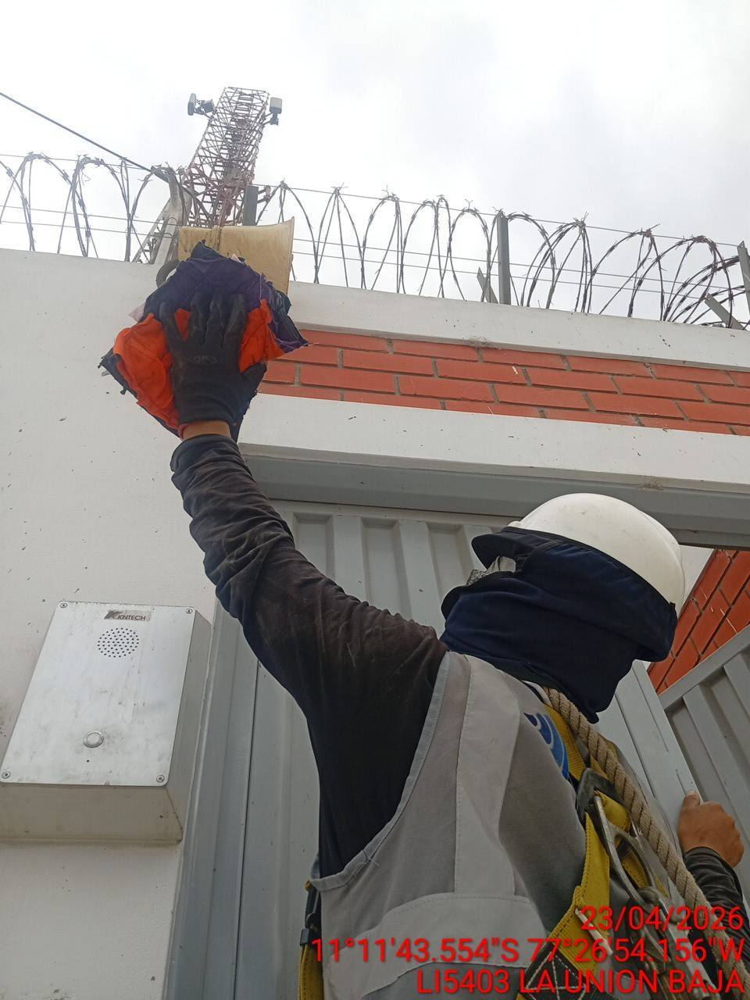 KNTECH
23/04/2026
11°11'43.554"S 77°26'54.156"W
LI5403 LA UNION BAJA